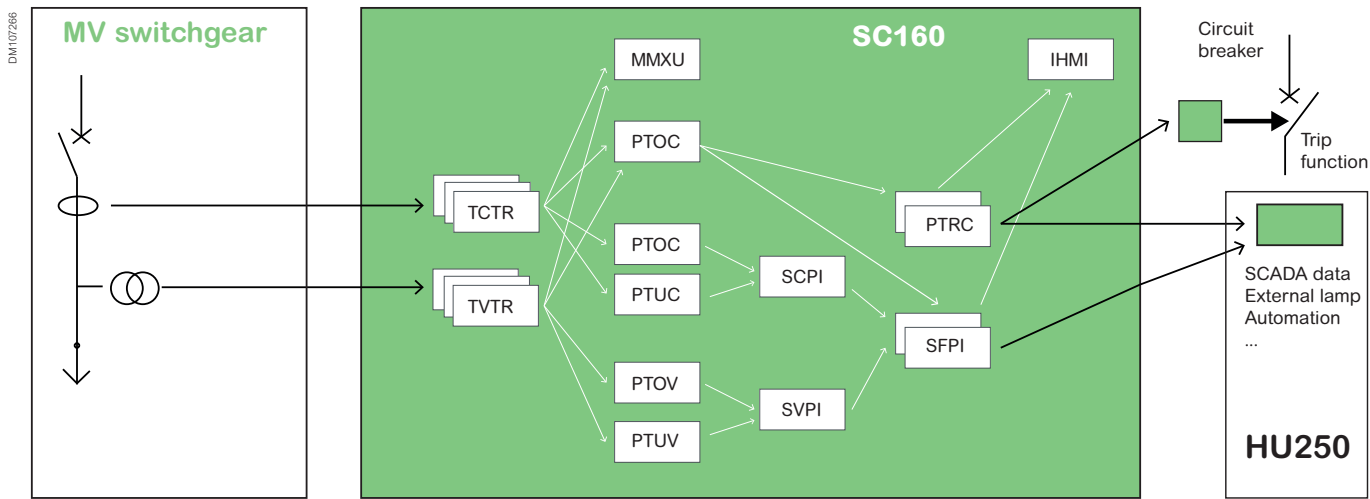 DM107266
MV switchgear
SC160
MMXU
IHMI
PTOC
TCTR
PTRC
PTOC
SCPI
PTUC
TVTR
SFPI
PTOV
SVPI
PTUV
Circuit
breaker
Trip
function
SCADA data
External lamp
Automation
...
HU250